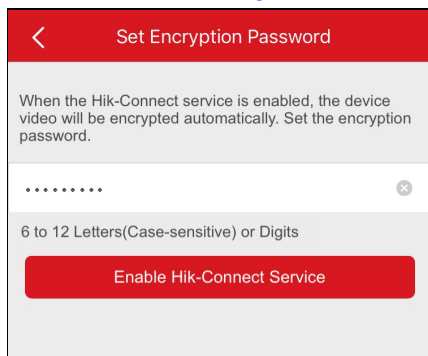 Set Encryption Password
When the Hik-Connect service is enabled, the device
video will be encrypted automatically. Set the encryption
password.
•••••••••
6 to 12 Letters(Case-sensitive) or Digits
Enable Hik-Connect Service